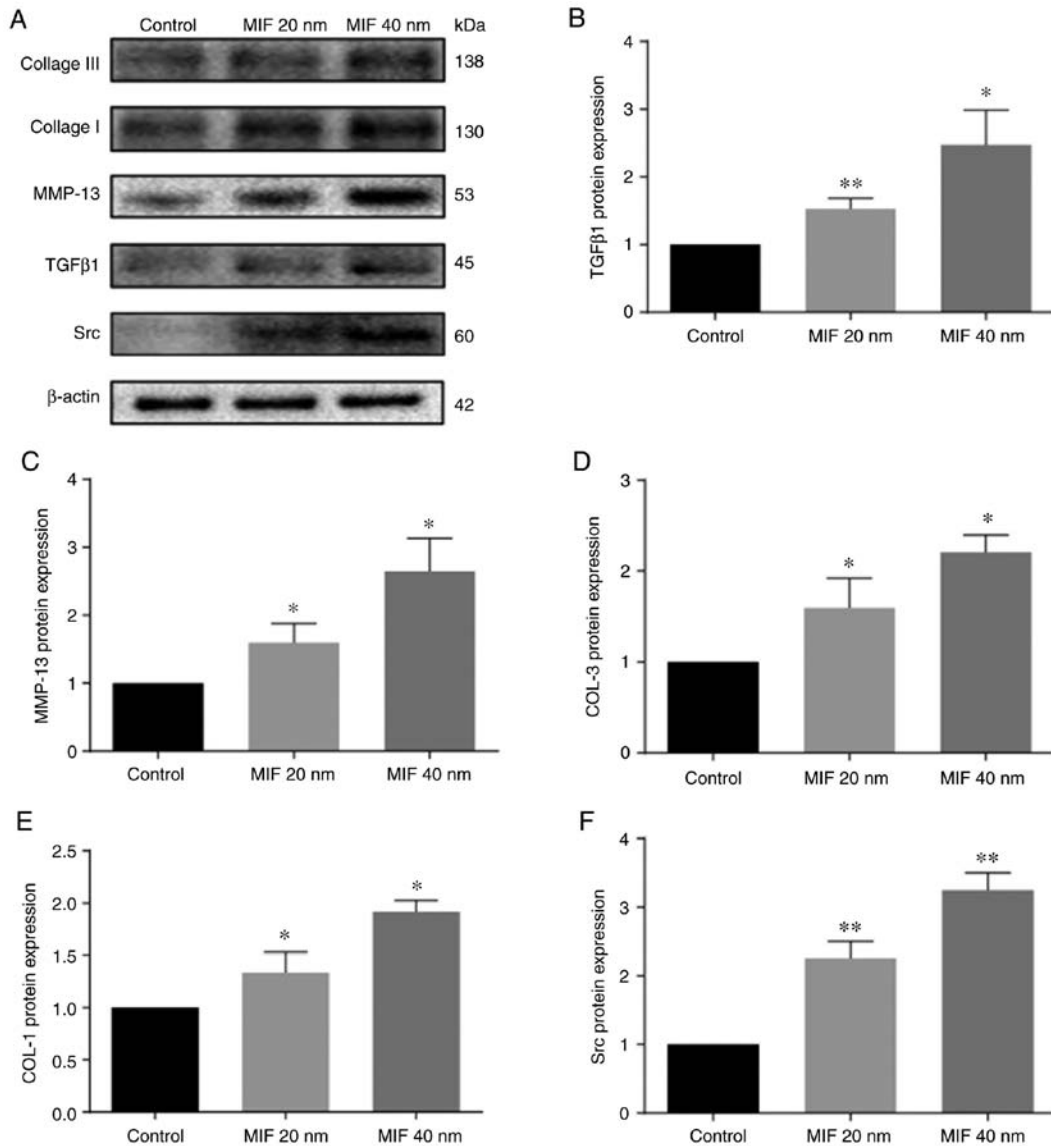 A
Control MIF 20 nm MIF 40 nm kDa
Collage III 138
Collage I 130
MMP-13 53
TGFβ1 45
Src 60
β-actin 42
B
TGFβ1 protein expression
4
3
2
1
0
**
*
Control MIF 20 nm MIF 40 nm
C
MMP-13 protein expression
4
3
2
1
0
*
*
Control MIF 20 nm MIF 40 nm
D
COL-3 protein expression
3
2
1
0
*
*
Control MIF 20 nm MIF 40 nm
E
COL-1 protein expression
2.5
2.0
1.5
1.0
0.5
0.0
*
*
Control MIF 20 nm MIF 40 nm
F
Src protein expression
4
3
2
1
0
**
**
Control MIF 20 nm MIF 40 nm